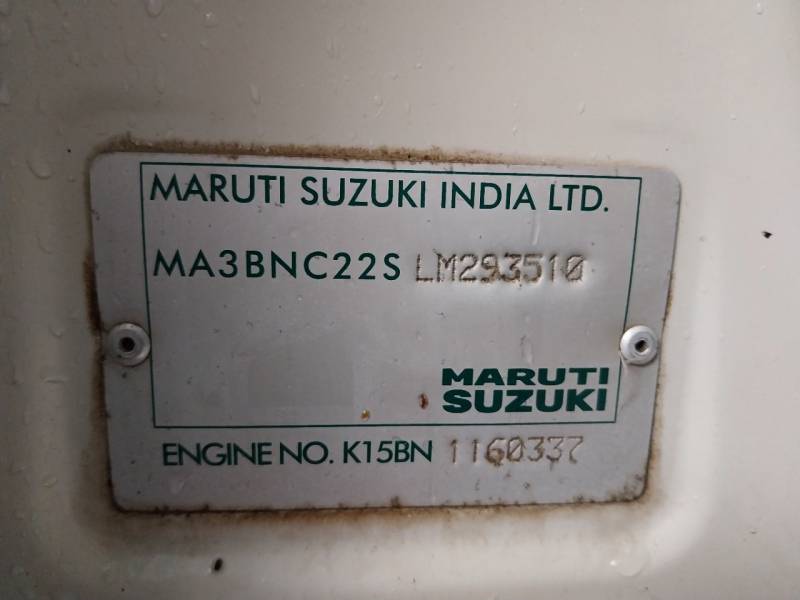 MARUTI SUZUKI INDIA LTD.
MA3BNC22S LM293510
MARUTI
SUZUKI
ENGINE NO. K15BN 1160337